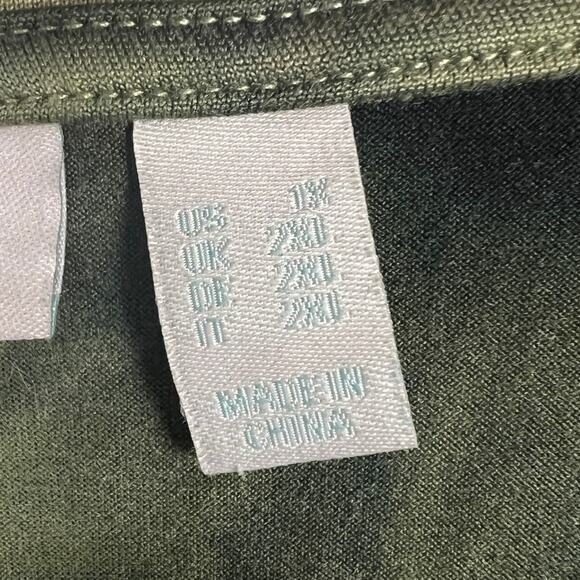 US 1X
UK 2XL
DE 2XL
IT 2XL
MADE IN
CHINA